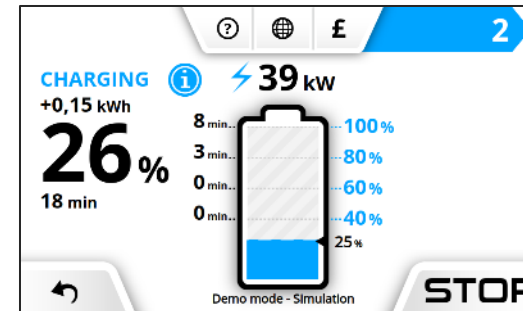 ? £ 2
CHARGING i 39 kW
+0,15 kWh
26%
18 min
8 min.. ...100%
3 min... ...80%
0 min.. ...60%
0 min.. ...40%
25%
Demo mode - Simulation
STOP